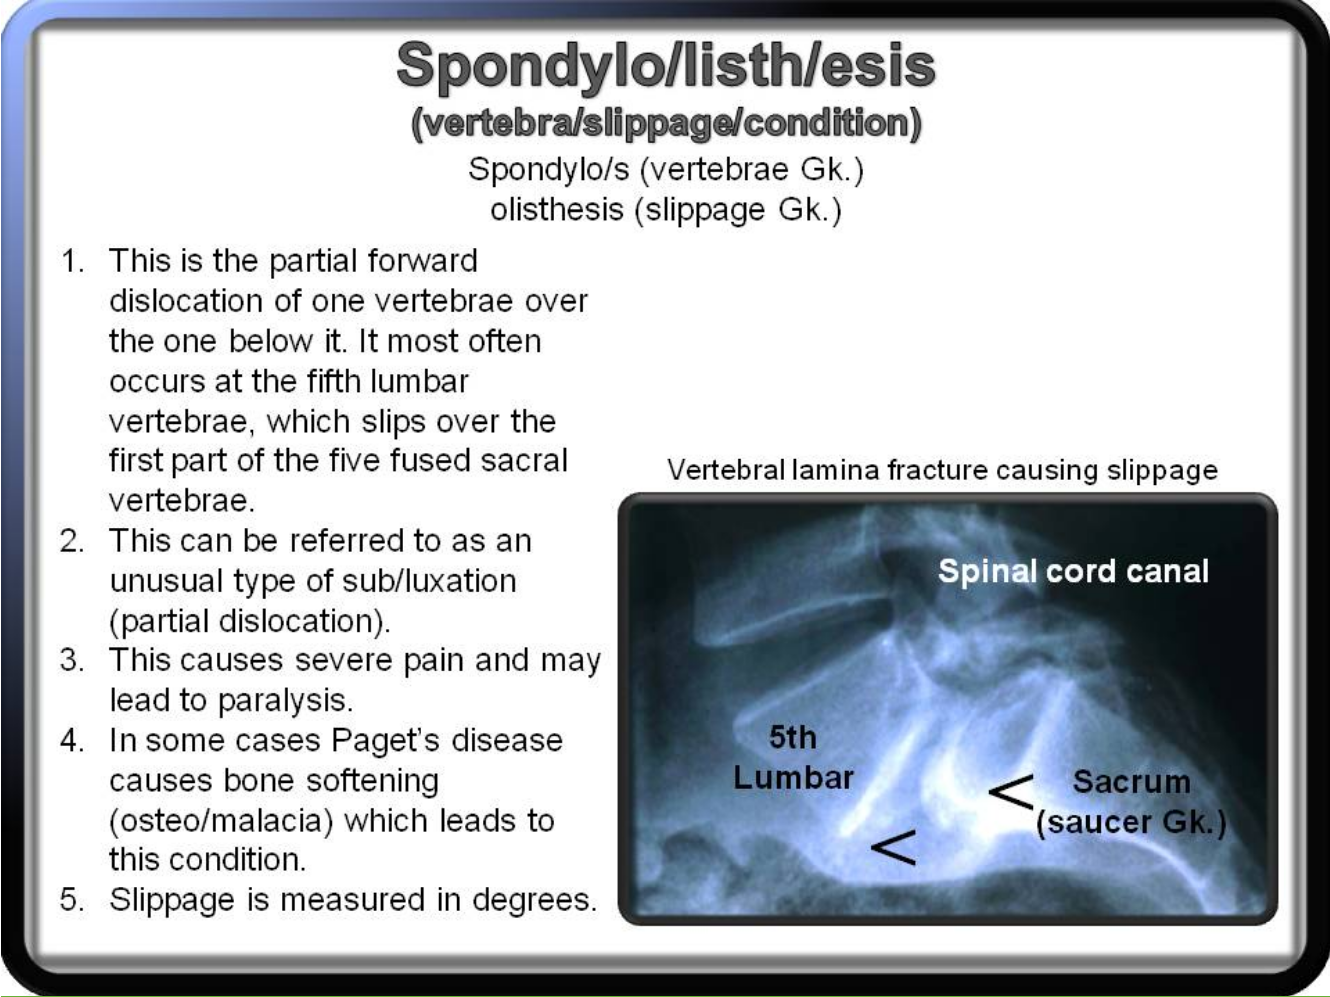 Spondylo/listh/esis
(vertebra/slippage/condition)
Spondylo/s (vertebrae Gk.)
olisthesis (slippage Gk.)
1. This is the partial forward
dislocation of one vertebrae over
the one below it. It most often
occurs at the fifth lumbar
vertebrae, which slips over the
first part of the five fused sacral
vertebrae.
2. This can be referred to as an
unusual type of sub/luxation
(partial dislocation).
3. This causes severe pain and may
lead to paralysis.
4. In some cases Paget’s disease
causes bone softening
(osteo/malacia) which leads to
this condition.
5. Slippage is measured in degrees.
Vertebral lamina fracture causing slippage
Spinal cord canal
5th
Lumbar
<
Sacrum
(saucer Gk.)
<